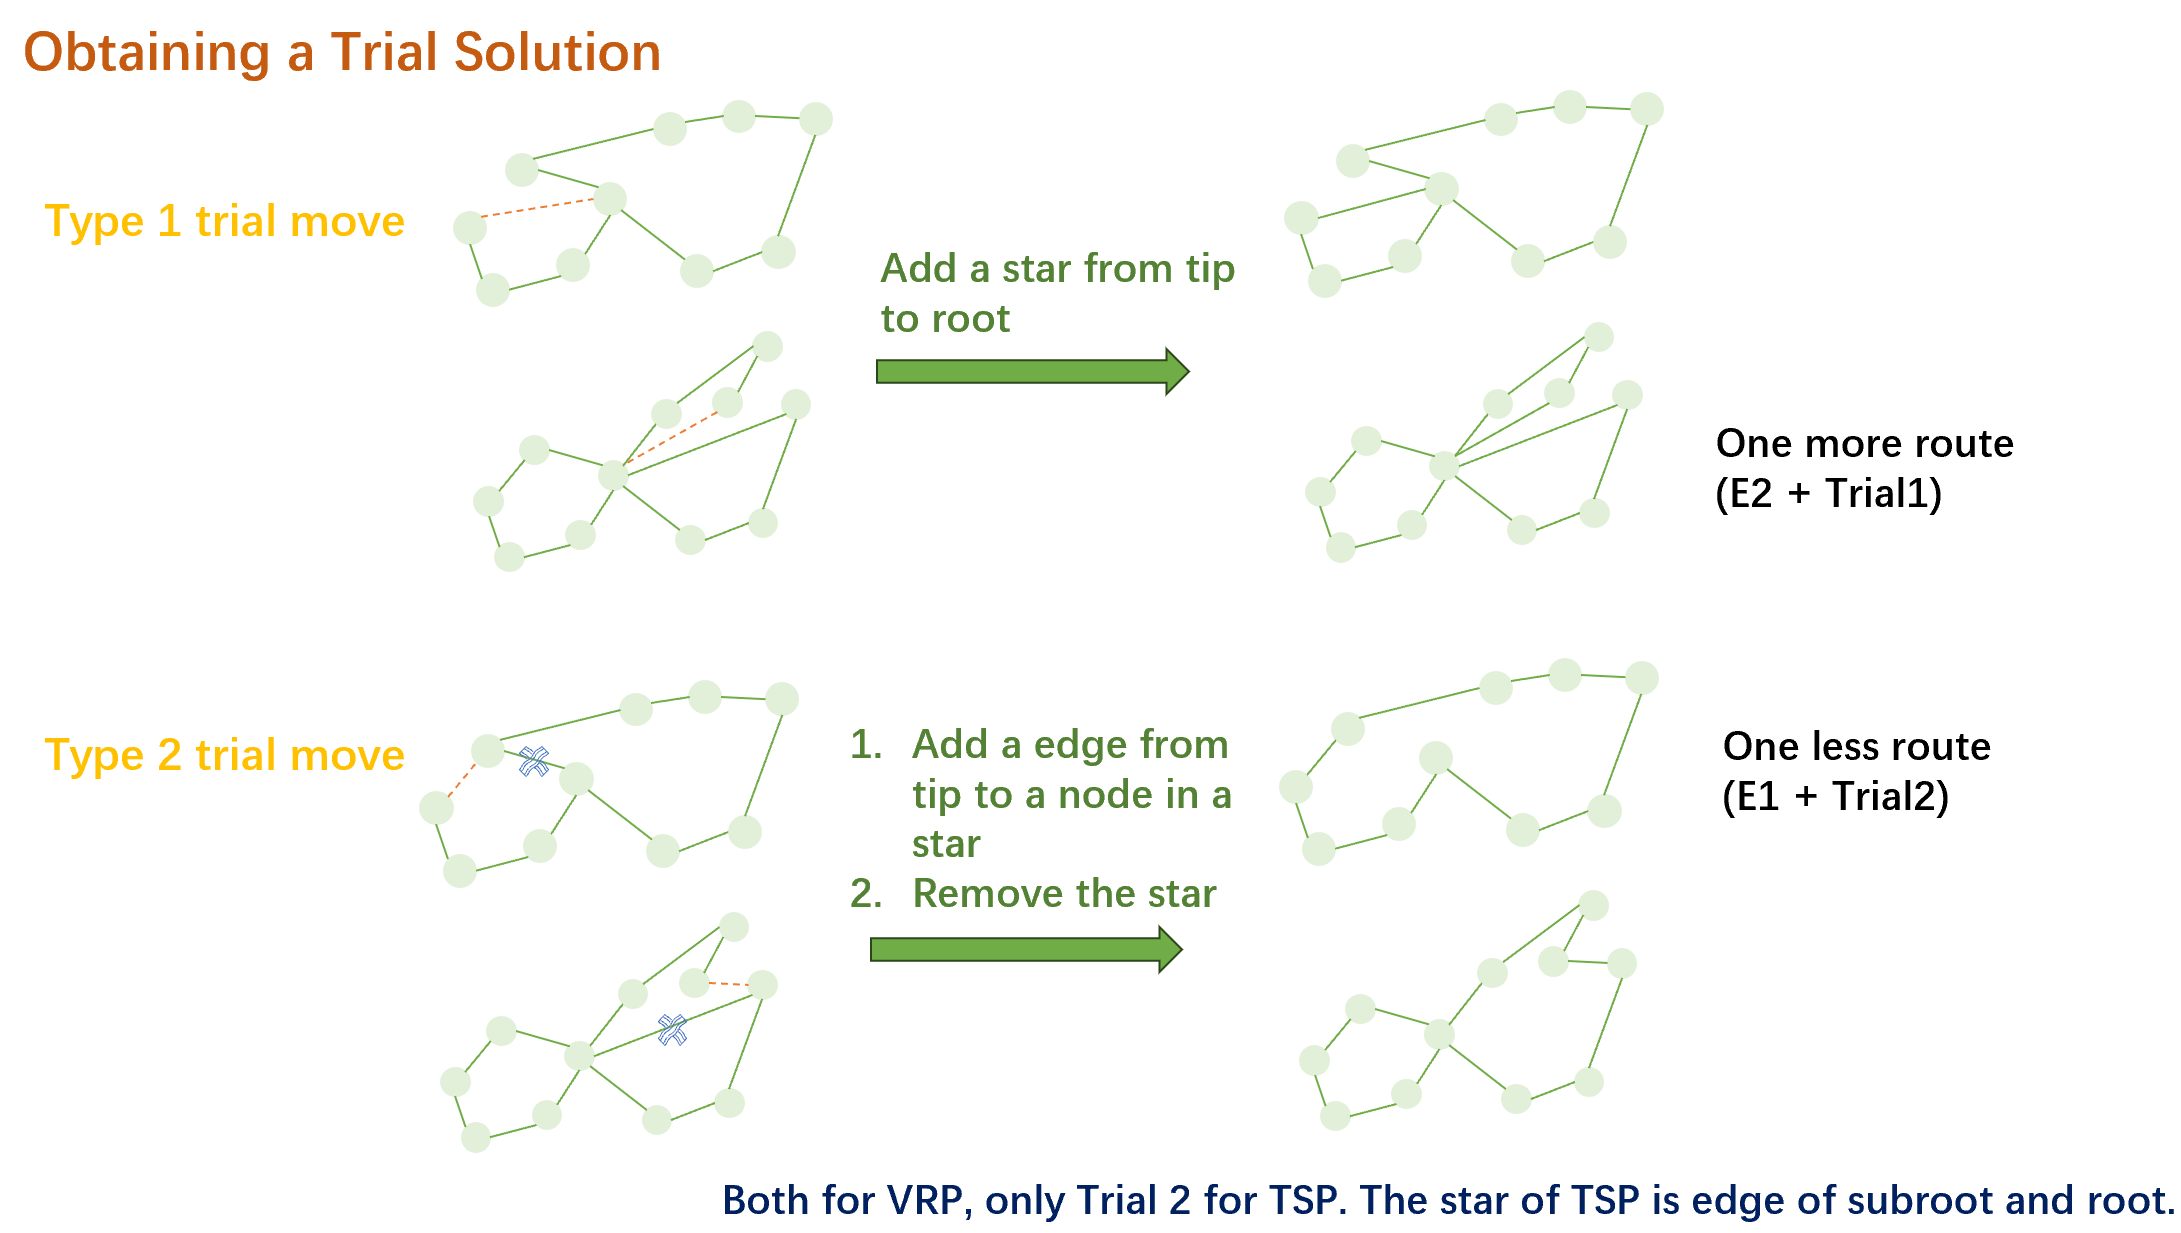 Obtaining a Trial Solution
Type 1 trial move
Add a star from tip
to root
One more route
(E2 + Trial1)
Type 2 trial move
1. Add a edge from
tip to a node in a
star
2. Remove the star
One less route
(E1 + Trial2)
Both for VRP, only Trial 2 for TSP. The star of TSP is edge of subroot and root.